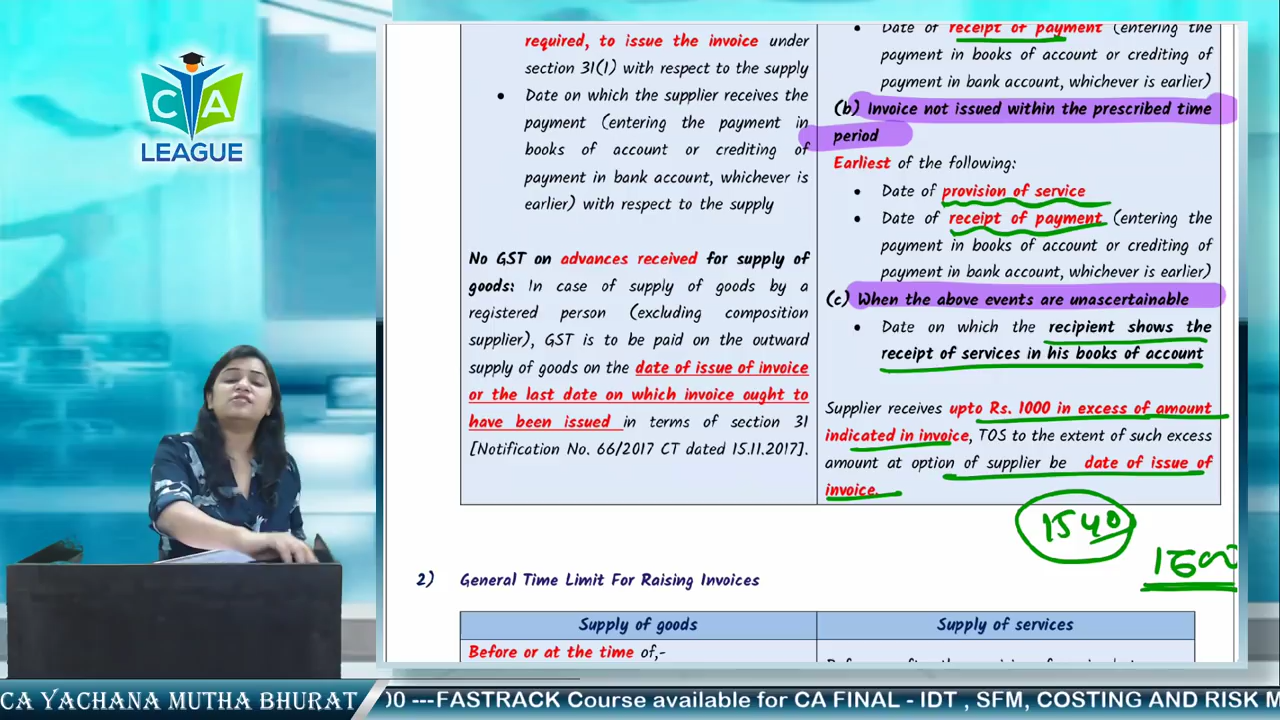 CA
LEAGUE
required, to issue the invoice under
section 31(1) with respect to the supply
• Date on which the supplier receives the
payment (entering the payment in
books of account or crediting of
payment in bank account, whichever is
earlier) with respect to the supply
No GST on advances received for supply of
goods: In case of supply of goods by a
registered person (excluding composition
supplier), GST is to be paid on the outward
supply of goods on the date of issue of invoice
or the last date on which invoice ought to
have been issued in terms of section 31
[Notification No. 66/2017 CT dated 15.11.2017].
• Date of receipt of payment (entering the
payment in books of account or crediting of
payment in bank account, whichever is earlier)
(b) Invoice not issued within the prescribed time
period
Earliest of the following:
• Date of provision of service
• Date of receipt of payment (entering the
payment in books of account or crediting of
payment in bank account, whichever is earlier)
(c) When the above events are unascertainable
• Date on which the recipient shows the
receipt of services in his books of account
Supplier receives upto Rs. 1000 in excess of amount
indicated in invoice, TOS to the extent of such excess
amount at option of supplier be date of issue of
invoice.
1540
2) General Time Limit For Raising Invoices
Supply of goods
Supply of services
Before or at the time of,-
CA YACHANA MUTHA BHURAT
00 ---FASTRACK Course available for CA FINAL - IDT , SFM, COSTING AND RISK M